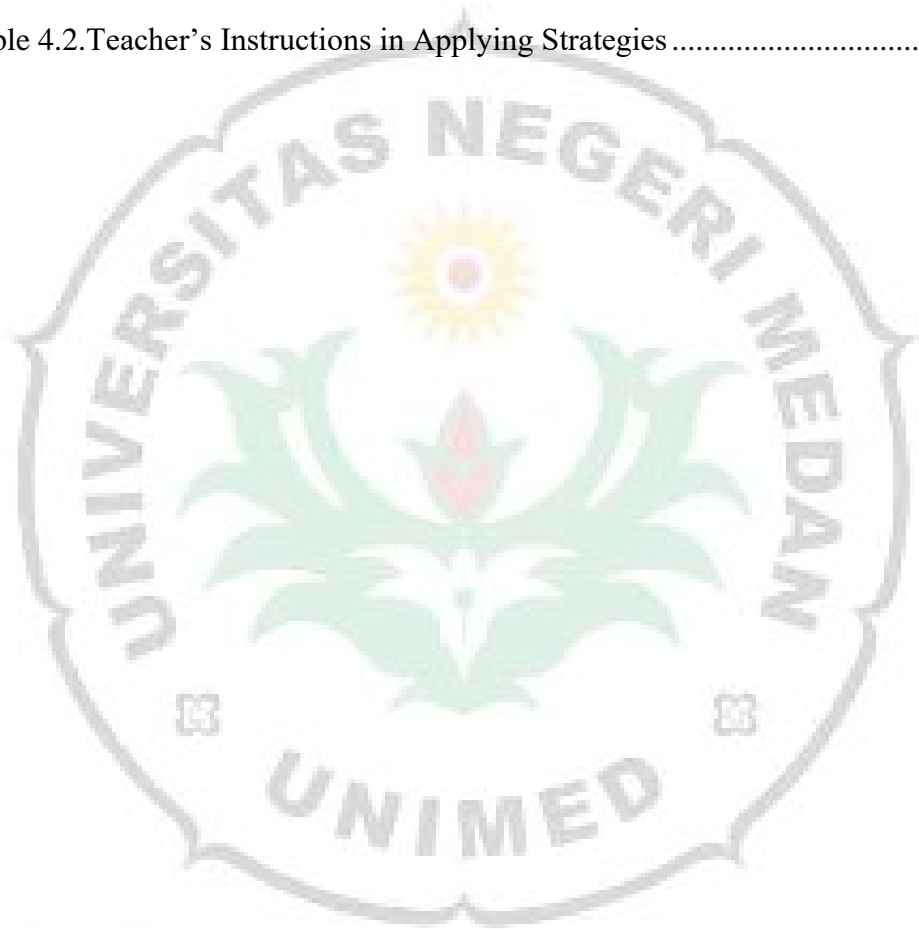 ble 4.2.Teacher’s Instructions in Applying Strategies ................................
UNIVERSITAS NEGERI MEDAN
UNIMED